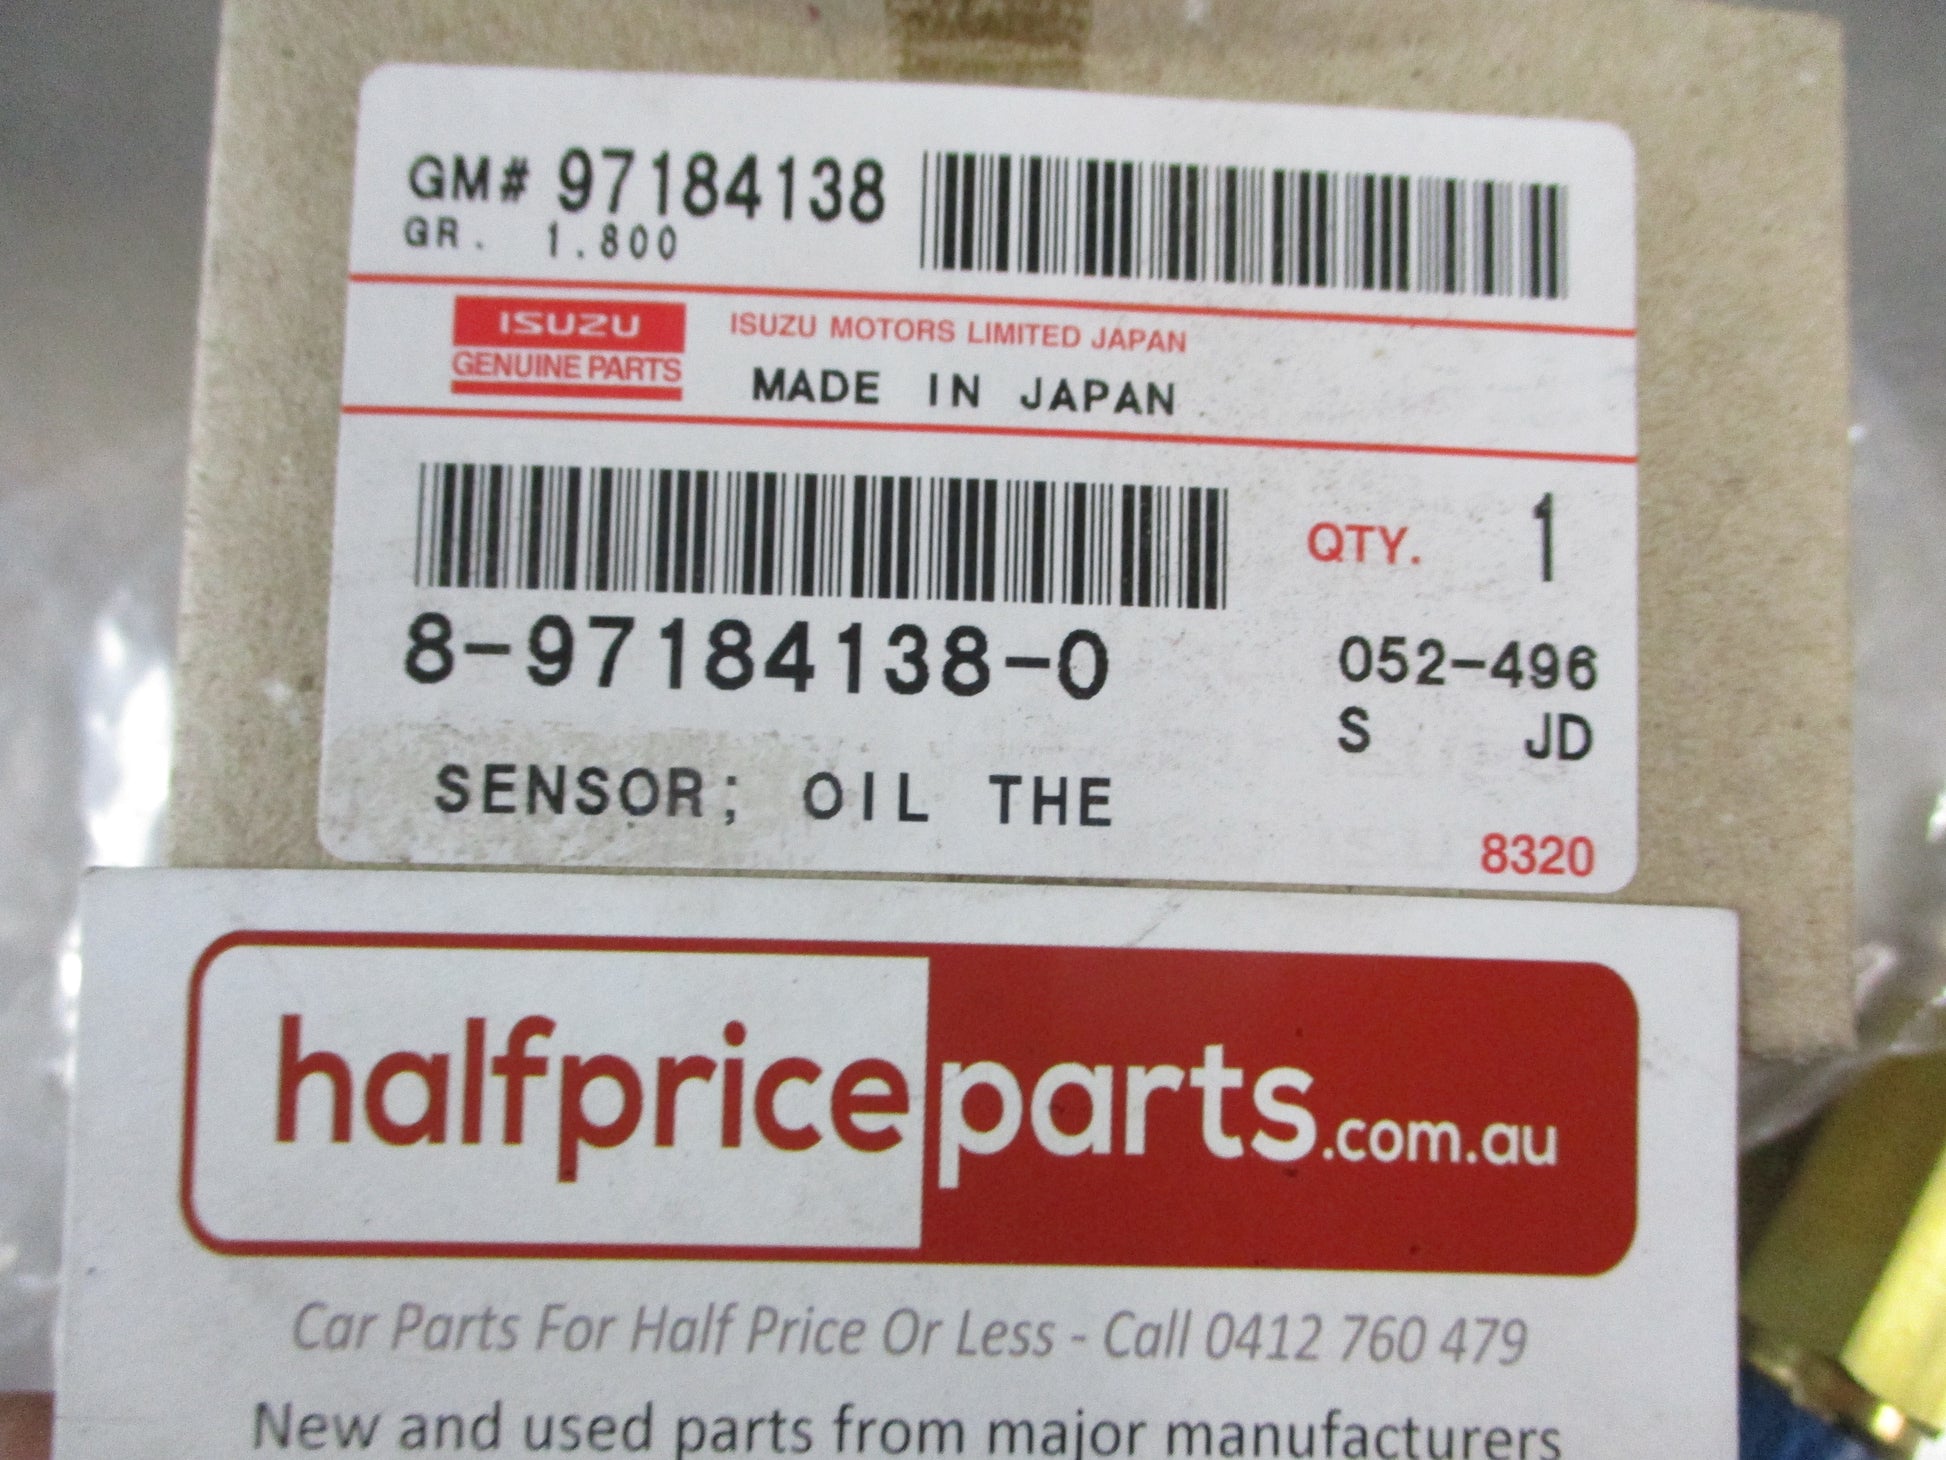 GM# 97184138
GR. 1.800
ISUZU
GENUINE PARTS
ISUZU MOTORS LIMITED JAPAN
MADE IN JAPAN
QTY. 1
8-97184138-0
052-496
S JD
SENSOR; OIL THE
8320
halfpriceparts.com.au
Car Parts For Half Price Or Less - Call 0412 760 479
New and used parts from major manufacturers